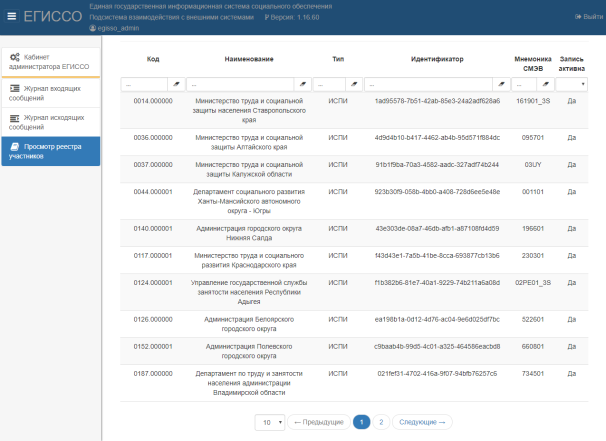 Единая государственная информационная система социального обеспечения
ЕГИССО
Подсистема взаимодействия с внешними системами
Версия: 1.16.60
egisso_admin
Выйти
Кабинет
администратора ЕГИССО
Журнал входящих
сообщений
Журнал исходящих
сообщений
Просмотр реестра
участников
Код Наименование Тип Идентификатор Мнемоника Запись
СМЭВ активна
... ... ... ... ...
0014.000000 Министерство труда и социальной ИСПИ 1ad95578-7b51-42ab-85e3-24a2adf628a6 161901_3S Да
защиты населения Ставропольского
края
0036.000000 Министерство труда и социальной ИСПИ 4d9d4b10-b417-4462-ab4b-95d571f884dc 095701 Да
защиты Алтайского края
0037.000000 Министерство труда и социальной ИСПИ 91b1f9ba-70a3-4582-aadc-327adf74b244 03UY Да
защиты Калужской области
0044.000001 Департамент социального развития ИСПИ 923b30f9-058b-4bb0-a408-728d6ee5e48e 001101 Да
Ханты-Мансийского автономного
округа - Югры
0140.000001 Администрация городского округа ИСПИ 43e303de-08a7-46db-afb1-a87108fd4d59 196601 Да
Нижняя Салда
0117.000001 Министерство труда и социального ИСПИ f43d43e1-7a5b-41be-8cca-693877cb13b6 230301 Да
развития Краснодарского края
0124.000001 Управление государственной службы ИСПИ f1b382b6-81e7-40a1-9229-74b211a6a08d 02PE01_3S Да
занятости населения Республики
Адыгея
0126.000000 Администрация Белоярского ИСПИ ea198b1a-0d12-4d76-ac04-9e6d025df7bc 522601 Да
городского округа
0152.000001 Администрация Полевского ИСПИ c9baab4b-99d5-4c01-a325-464586eacbd8 660801 Да
городского округа
0187.000000 Департамент по труду и занятости ИСПИ 021fef31-4702-416a-9f07-94bfb76257c6 734501 Да
населения администрации
Владимирской области
10 ← Предыдущие 1 2 Следующие →